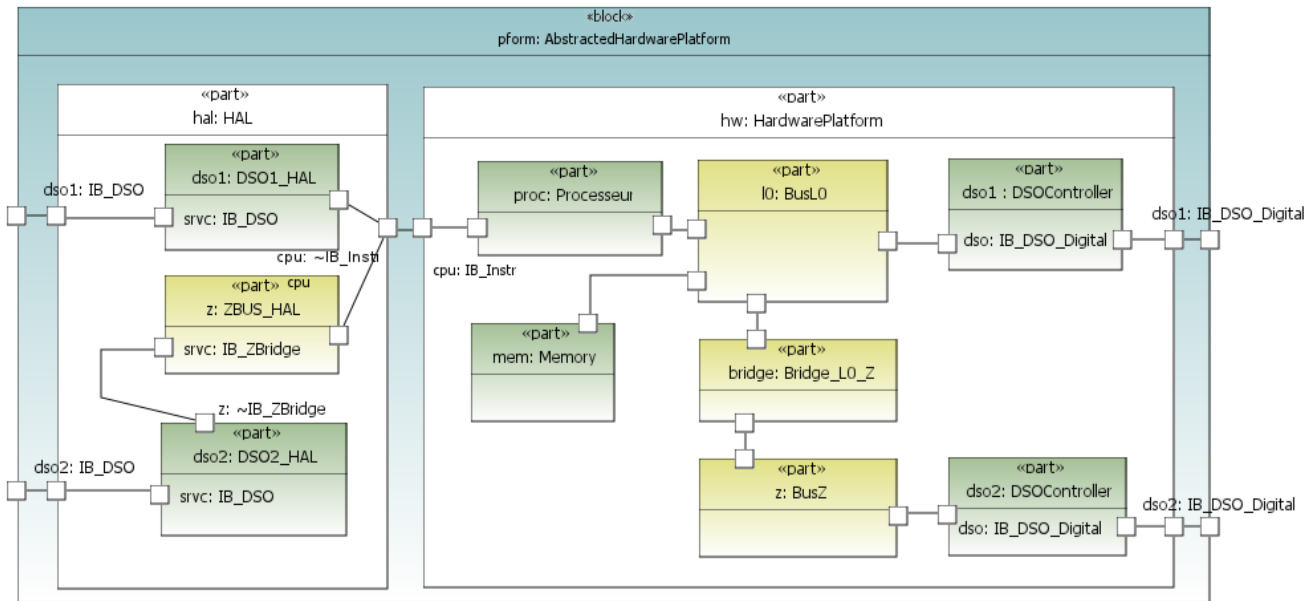 «block»
pform: AbstractedHardwarePlatform
«part»
hal: HAL
«part»
dso1: DSO1_HAL
srvc: IB_DSO
dso1: IB_DSO
cpu: ~IB_Instr
«part»
cpu
z: ZBUS_HAL
srvc: IB_ZBridge
z: ~IB_ZBridge
«part»
dso2: DSO2_HAL
srvc: IB_DSO
dso2: IB_DSO
«part»
hw: HardwarePlatform
«part»
proc: Processeur
cpu: IB_Instr
«part»
l0: BusL0
«part»
dso1 : DSOController
dso: IB_DSO_Digital
dso1: IB_DSO_Digital
«part»
mem: Memory
«part»
bridge: Bridge_L0_Z
«part»
z: BusZ
«part»
dso2: DSOController
dso: IB_DSO_Digital
dso2: IB_DSO_Digital